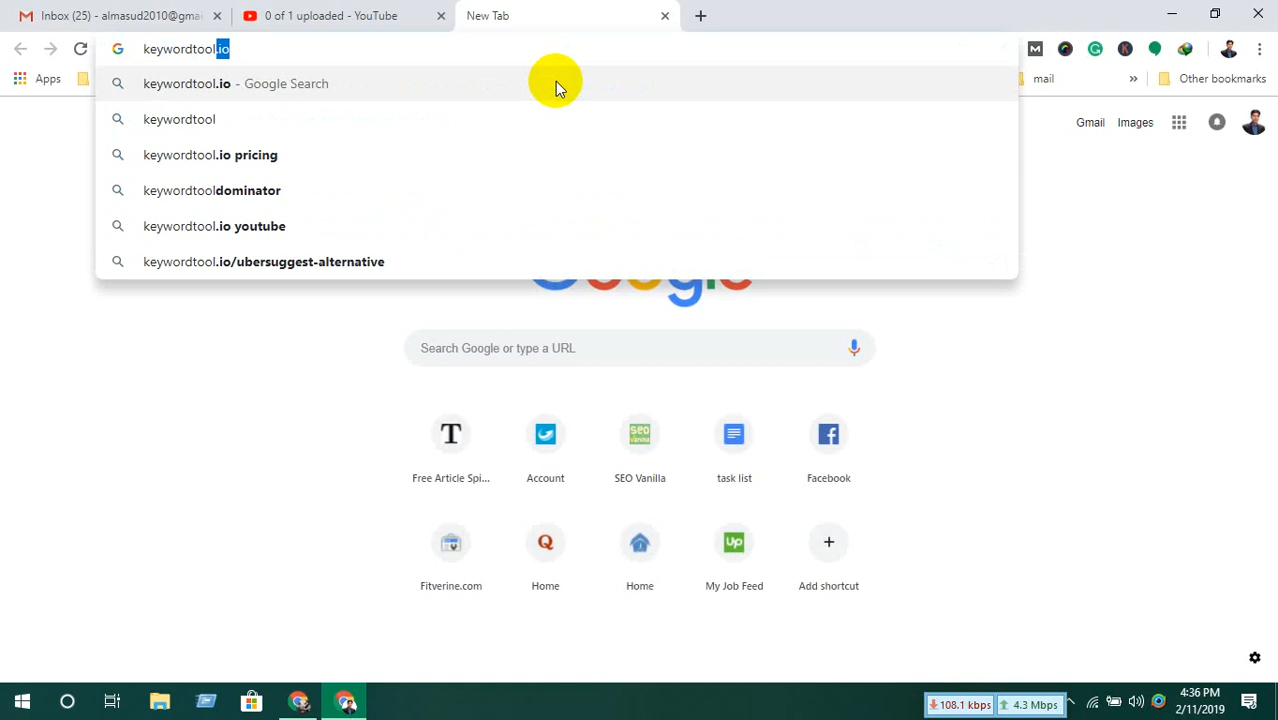 Inbox (25) - almasud2010@gmai
0 of 1 uploaded - YouTube
New Tab
keywordtool.io
mail
»
Other bookmarks
Apps
keywordtool.io - Google Search
keywordtool
keywordtool.io pricing
keywordtooldominator
keywordtool.io youtube
keywordtool.io/ubersuggest-alternative
Gmail
Images
Search Google or type a URL
Free Article Spi...
Account
SEO Vanilla
task list
Facebook
Fitverine.com
Home
Home
My Job Feed
Add shortcut
108.1 kbps
4.3 Mbps
4:36 PM
2/11/2019